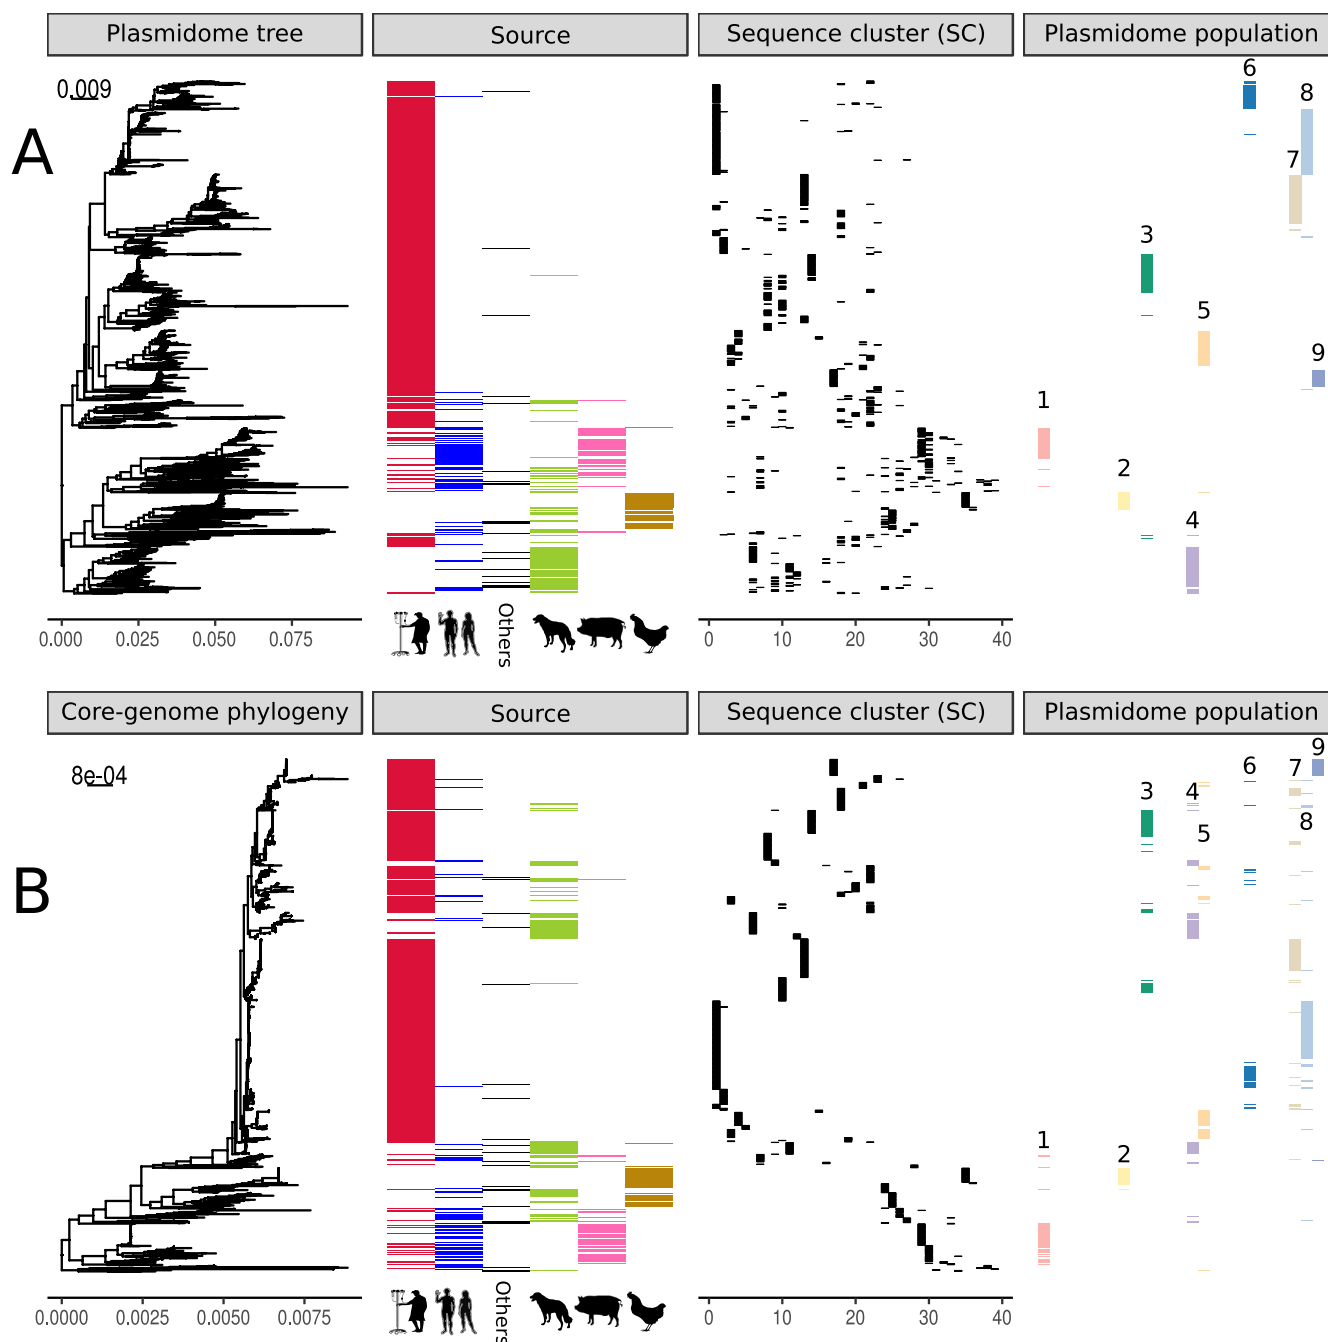 Plasmidome tree
Source
Sequence cluster (SC)
Plasmidome population
A
0.009
6
8
7
3
5
9
1
2
4
0.000 0.025 0.050 0.075
Others
0 10 20 30 40
Core-genome phylogeny
Source
Sequence cluster (SC)
Plasmidome population
B
8e-04
9
6
7
3
4
5
8
1
2
0.0000 0.0025 0.0050 0.0075
Others
0 10 20 30 40